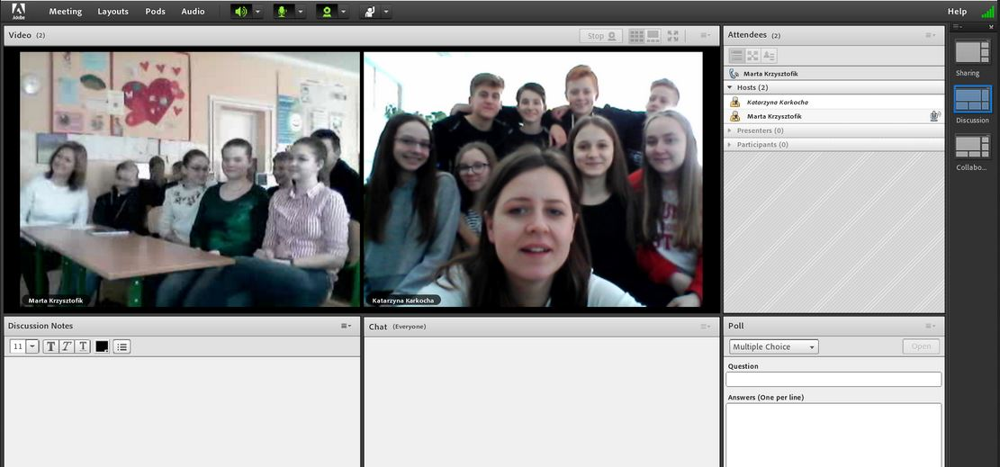 Adobe
Meeting Layouts Pods Audio Help
Video (2)
Stop
Marta Krzysztofik
Katarzyna Karkocha
Attendees (2)
Marta Krzysztofik
Hosts (2)
Katarzyna Karkocha
Marta Krzysztofik
Presenters (0)
Participants (0)
Sharing
Discussion
Collabo...
Discussion Notes
11 T T T
Chat (Everyone)
Poll
Multiple Choice
Open
Question
Answers (One per line)